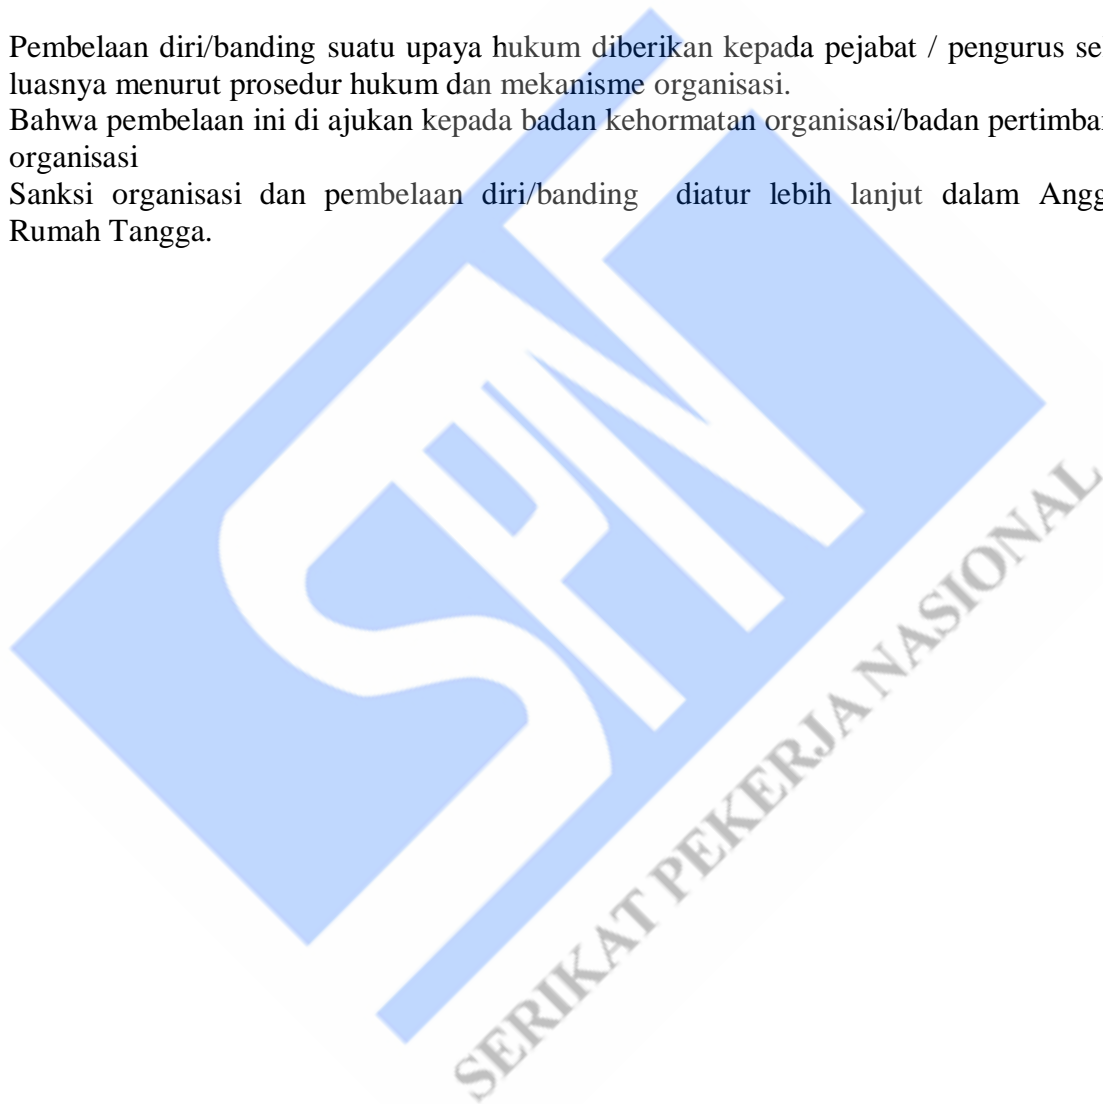 Pembelaan diri/banding suatu upaya hukum diberikan kepada pejabat / pengurus se
luasnya menurut prosedur hukum dan mekanisme organisasi.
Bahwa pembelaan ini di ajukan kepada badan kehormatan organisasi/badan pertimba
organisasi
Sanksi organisasi dan pembelaan diri/banding diatur lebih lanjut dalam Angg
Rumah Tangga.
SPN
SERIKAT PEKERJA NASIONAL